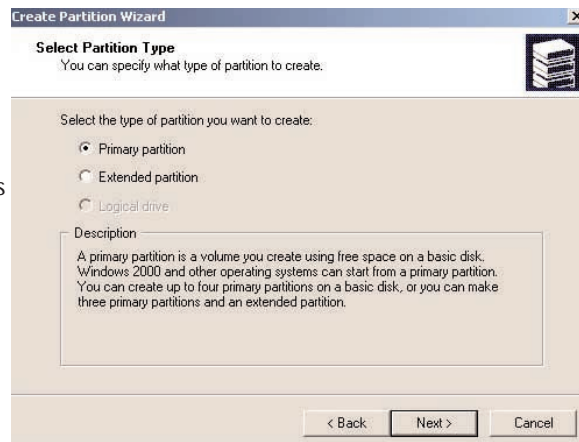 Create Partition Wizard
Select Partition Type
You can specify what type of partition to create.
Select the type of partition you want to create:
Primary partition
Extended partition
s
Logical drive
Description
A primary partition is a volume you create using free space on a basic disk.
Windows 2000 and other operating systems can start from a primary partition.
You can create up to four primary partitions on a basic disk, or you can make
three primary partitions and an extended partition.
< Back
Next >
Cancel